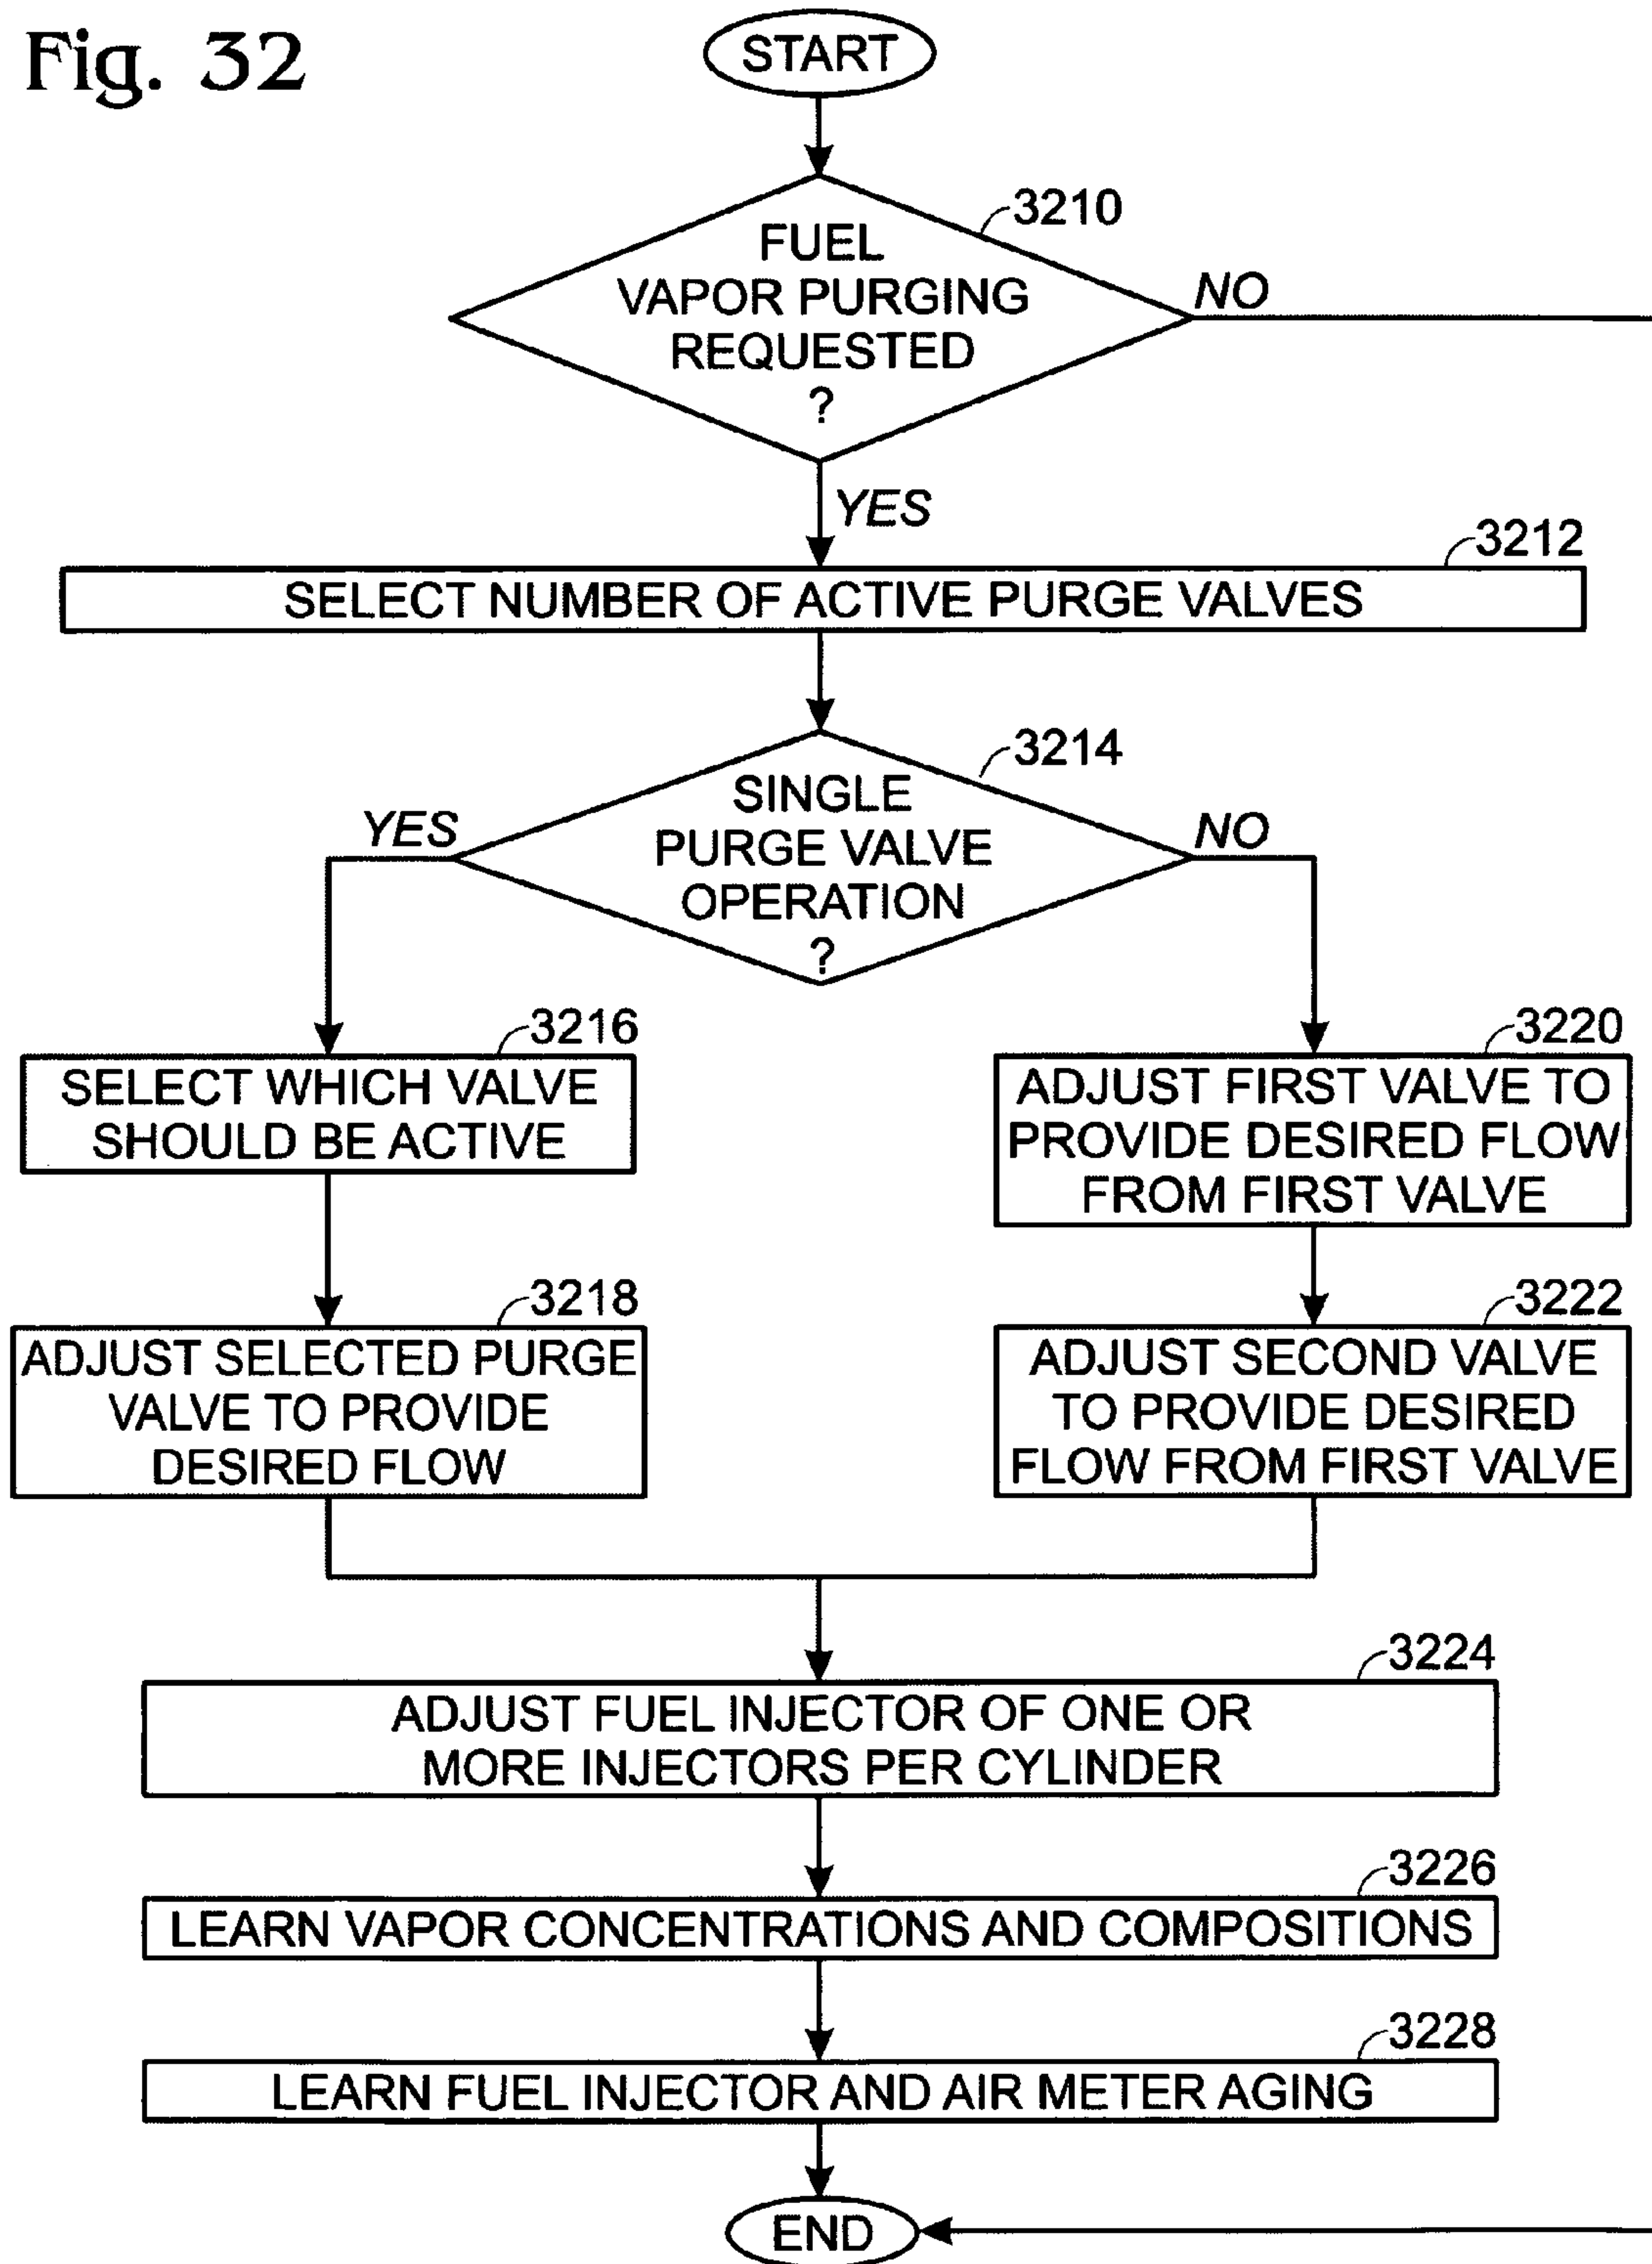 Fig. 32
START
3210
FUEL
VAPOR PURGING
REQUESTED
?
NO
YES
3212
SELECT NUMBER OF ACTIVE PURGE VALVES
3214
SINGLE
PURGE VALVE
OPERATION
?
YES
NO
3216
SELECT WHICH VALVE
SHOULD BE ACTIVE
3218
ADJUST SELECTED PURGE
VALVE TO PROVIDE
DESIRED FLOW
3220
ADJUST FIRST VALVE TO
PROVIDE DESIRED FLOW
FROM FIRST VALVE
3222
ADJUST SECOND VALVE
TO PROVIDE DESIRED
FLOW FROM FIRST VALVE
3224
ADJUST FUEL INJECTOR OF ONE OR
MORE INJECTORS PER CYLINDER
3226
LEARN VAPOR CONCENTRATIONS AND COMPOSITIONS
3228
LEARN FUEL INJECTOR AND AIR METER AGING
END